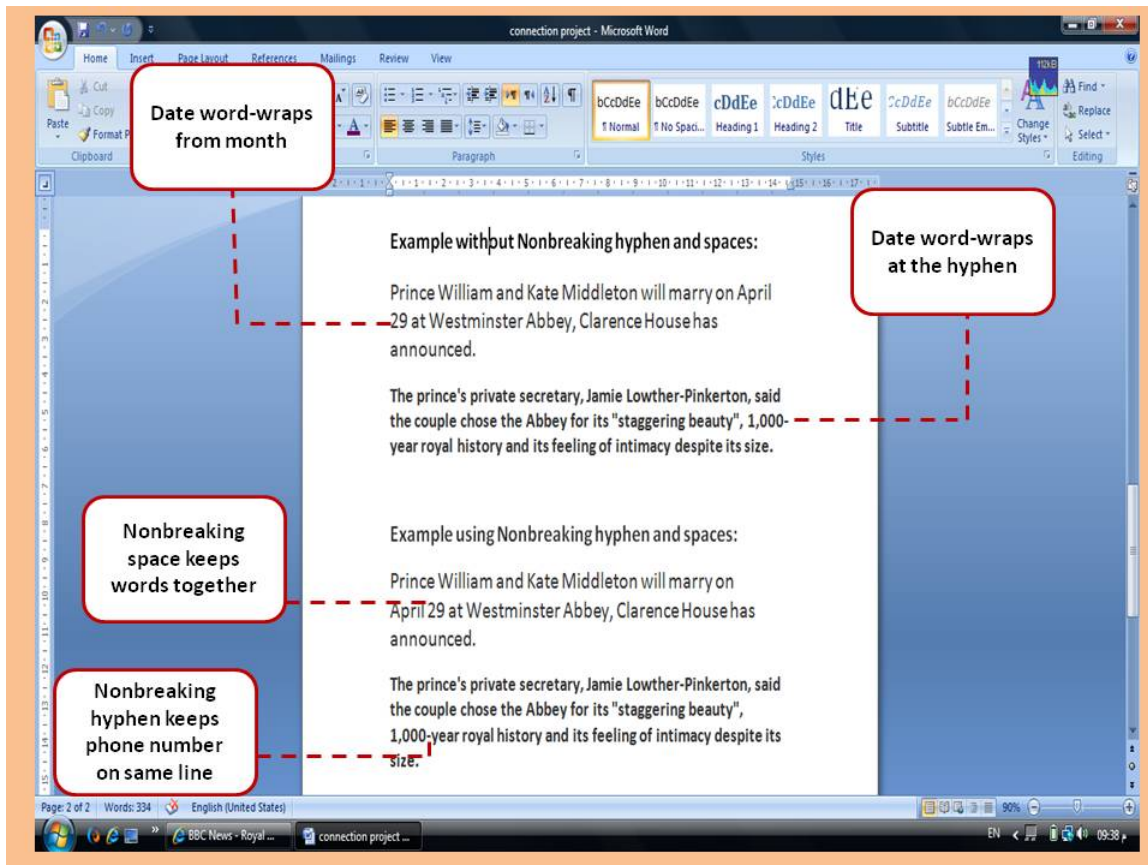 connection project - Microsoft Word
Home Insert Page Layout References Mailings Review View
112kB
Cut
Copy
Format P
Paste
Clipboard
Paragraph
bCcDdEe bCcDdEe cDdEe :cDdEe dEe CcDdEe bCcDdEe
¶ Normal ¶ No Spaci... Heading 1 Heading 2 Title Subtitle Subtle Em...
Change
Styles
Styles
Find
Replace
Select
Editing
Date word-wraps
from month
Date word-wraps
at the hyphen
Example without Nonbreaking hyphen and spaces:
Prince William and Kate Middleton will marry on April
29 at Westminster Abbey, Clarence House has
announced.
The prince's private secretary, Jamie Lowther-Pinkerton, said
the couple chose the Abbey for its "staggering beauty", 1,000-
year royal history and its feeling of intimacy despite its size.
Nonbreaking
space keeps
words together
Example using Nonbreaking hyphen and spaces:
Prince William and Kate Middleton will marry on
April 29 at Westminster Abbey, Clarence House has
announced.
Nonbreaking
hyphen keeps
phone number
on same line
The prince's private secretary, Jamie Lowther-Pinkerton, said
the couple chose the Abbey for its "staggering beauty",
1,000-year royal history and its feeling of intimacy despite its
size.
Page: 2 of 2 Words: 334 English (United States) 90%
BBC News - Royal ... connection project ... EN 09:38 م